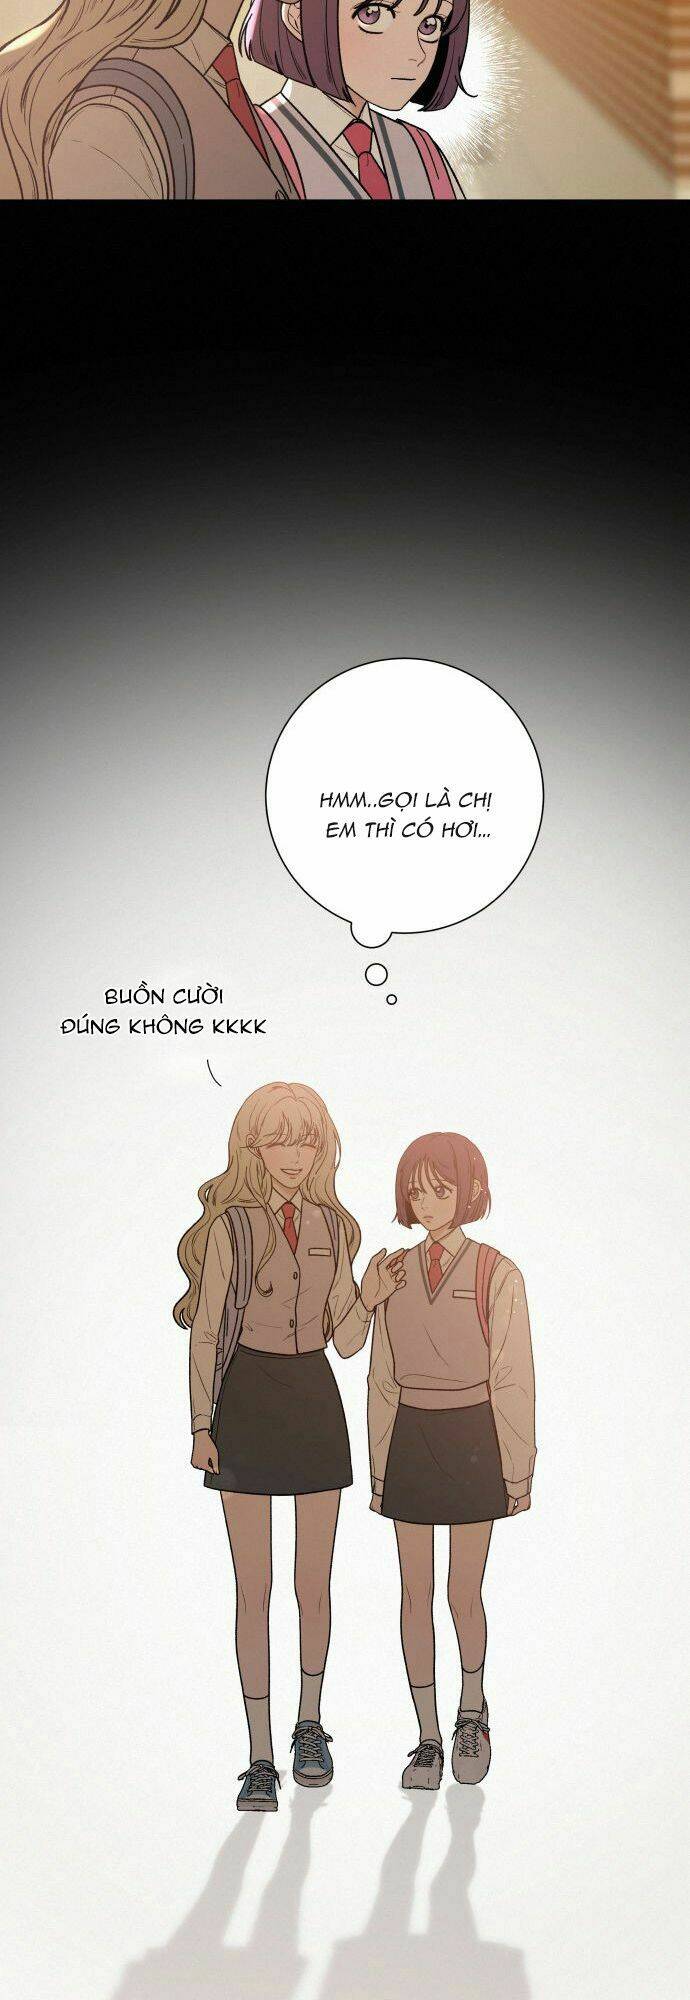 HMM..GỌI LÀ CHỊ
EM THÌ CÓ HƠI...
BUỒN CƯỜI
ĐÚNG KHÔNG KKKK